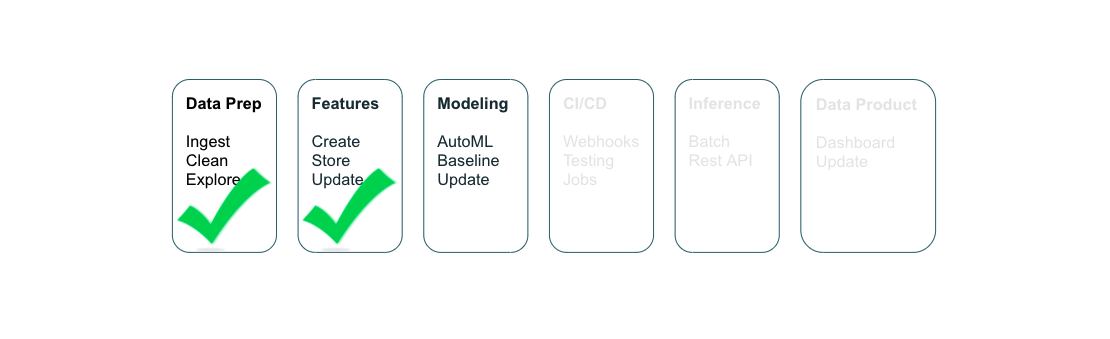 Data Prep
Ingest
Clean
Explore
Features
Create
Store
Update
Modeling
AutoML
Baseline
Update
CI/CD
Webhooks
Testing
Jobs
Inference
Batch
Rest API
Data Product
Dashboard
Update